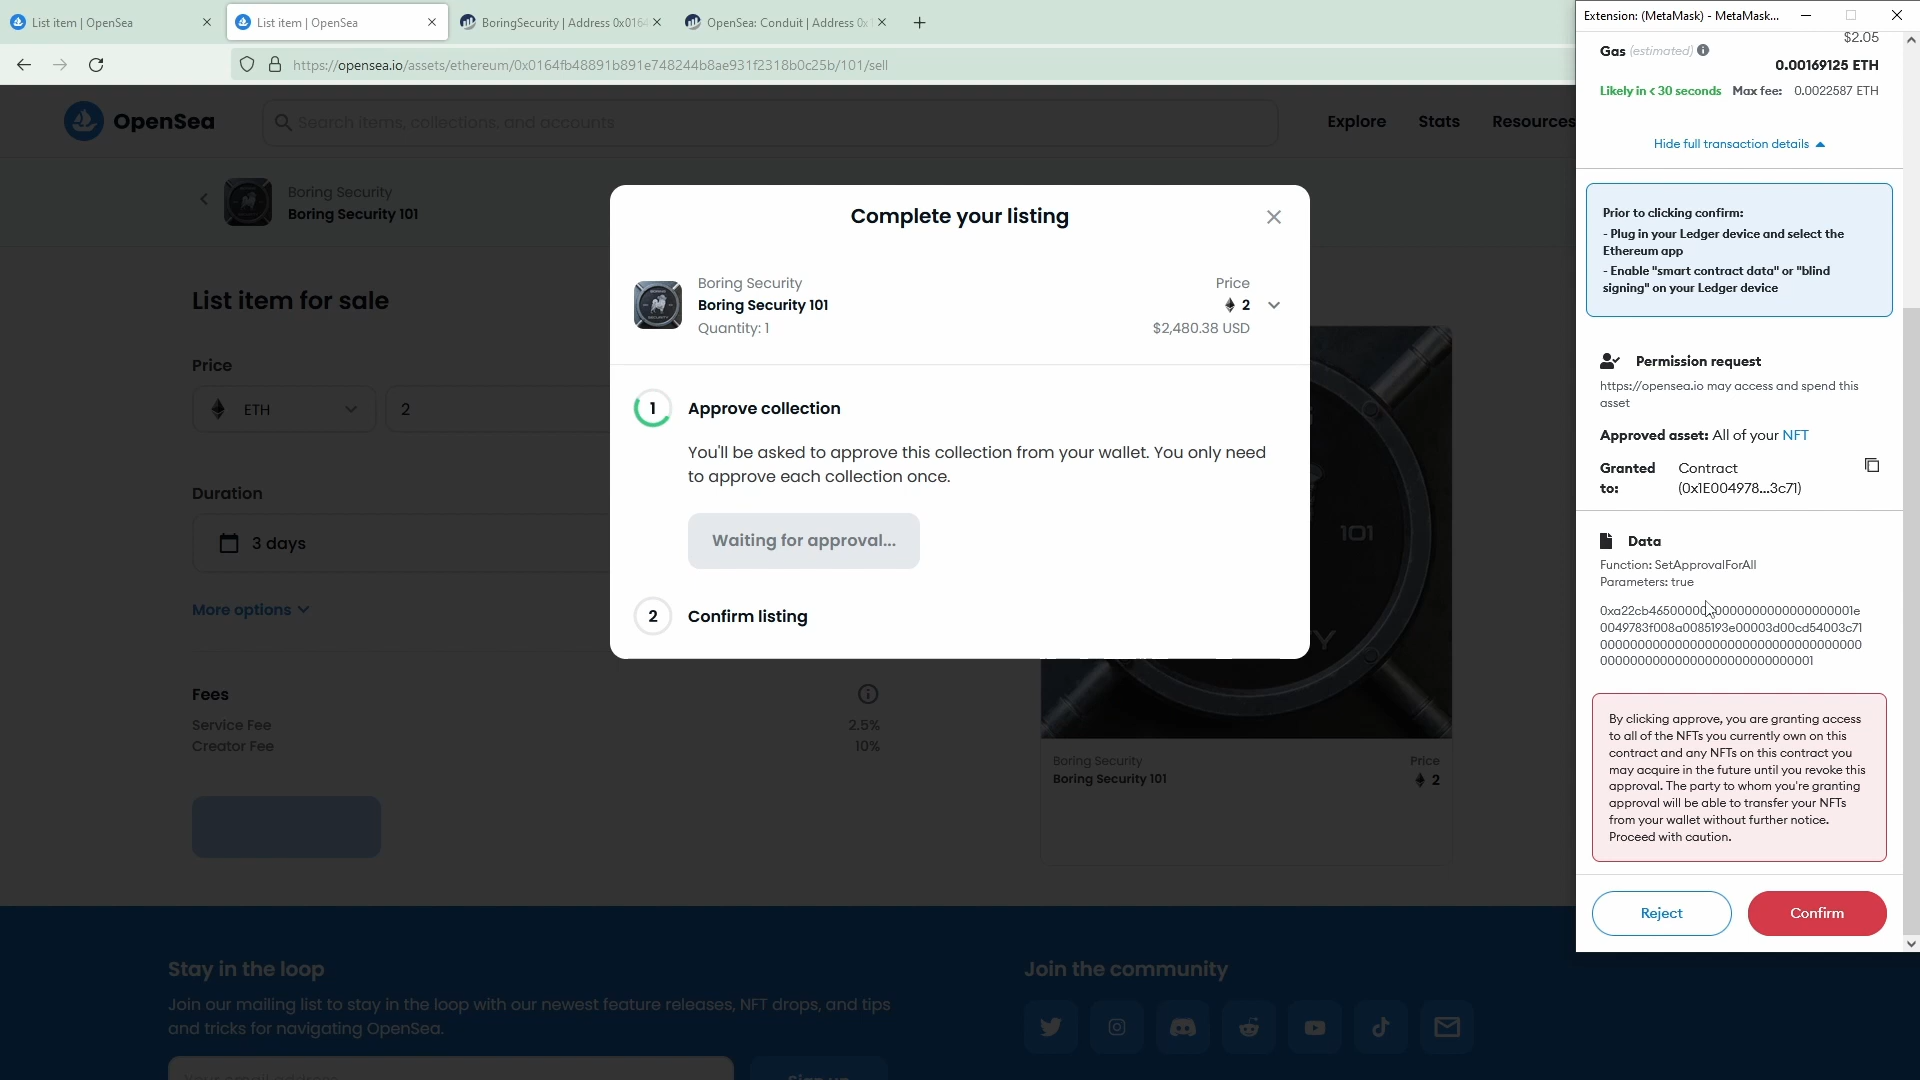 List item | OpenSea
List item | OpenSea
BoringSecurity | Address 0x0164
OpenSea: Conduit | Address 0x1
https://opensea.io/assets/ethereum/0x0164fb48891b891e748244b8ae931f2318b0c25b/101/sell
OpenSea
Search items, collections, and accounts
Explore
Stats
Resources
Boring Security
Boring Security 101
List item for sale
Price
ETH
2
Duration
3 days
More options
Fees
Service Fee
2.5%
Creator Fee
10%
Complete your listing
Boring Security
Boring Security 101
Quantity: 1
Price
2
$2,480.38 USD
1
Approve collection
You'll be asked to approve this collection from your wallet. You only need
to approve each collection once.
Waiting for approval...
2
Confirm listing
101
Boring Security
Boring Security 101
Price
2
Stay in the loop
Join our mailing list to stay in the loop with our newest feature releases, NFT drops, and tips
and tricks for navigating OpenSea.
Your email address
Sign up
Join the community
Extension: (MetaMask) - MetaMask...
$2.05
Gas (estimated)
0.00169125 ETH
Likely in < 30 seconds
Max fee:
0.0022587 ETH
Hide full transaction details
Prior to clicking confirm:
- Plug in your Ledger device and select the
Ethereum app
- Enable "smart contract data" or "blind
signing" on your Ledger device
Permission request
https://opensea.io may access and spend this
asset
Approved asset: All of your NFT
Granted
to:
Contract
(0x1E004978...3c71)
Data
Function: SetApprovalForAll
Parameters: true
0049783f008a0085193e00003d00cd54003c71
By clicking approve, you are granting access
to all of the NFTs you currently own on this
contract and any NFTs on this contract you
may acquire in the future until you revoke this
approval. The party to whom you're granting
approval will be able to transfer your NFTs
from your wallet without further notice.
Proceed with caution.
Reject
Confirm